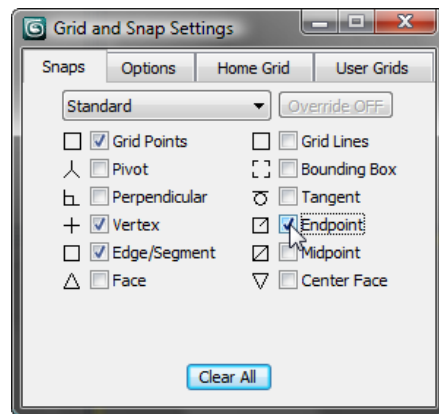 Grid and Snap Settings
Snaps Options Home Grid User Grids
Standard Override OFF
Grid Points Grid Lines
Pivot Bounding Box
Perpendicular Tangent
Vertex Endpoint
Edge/Segment Midpoint
Face Center Face
Clear All